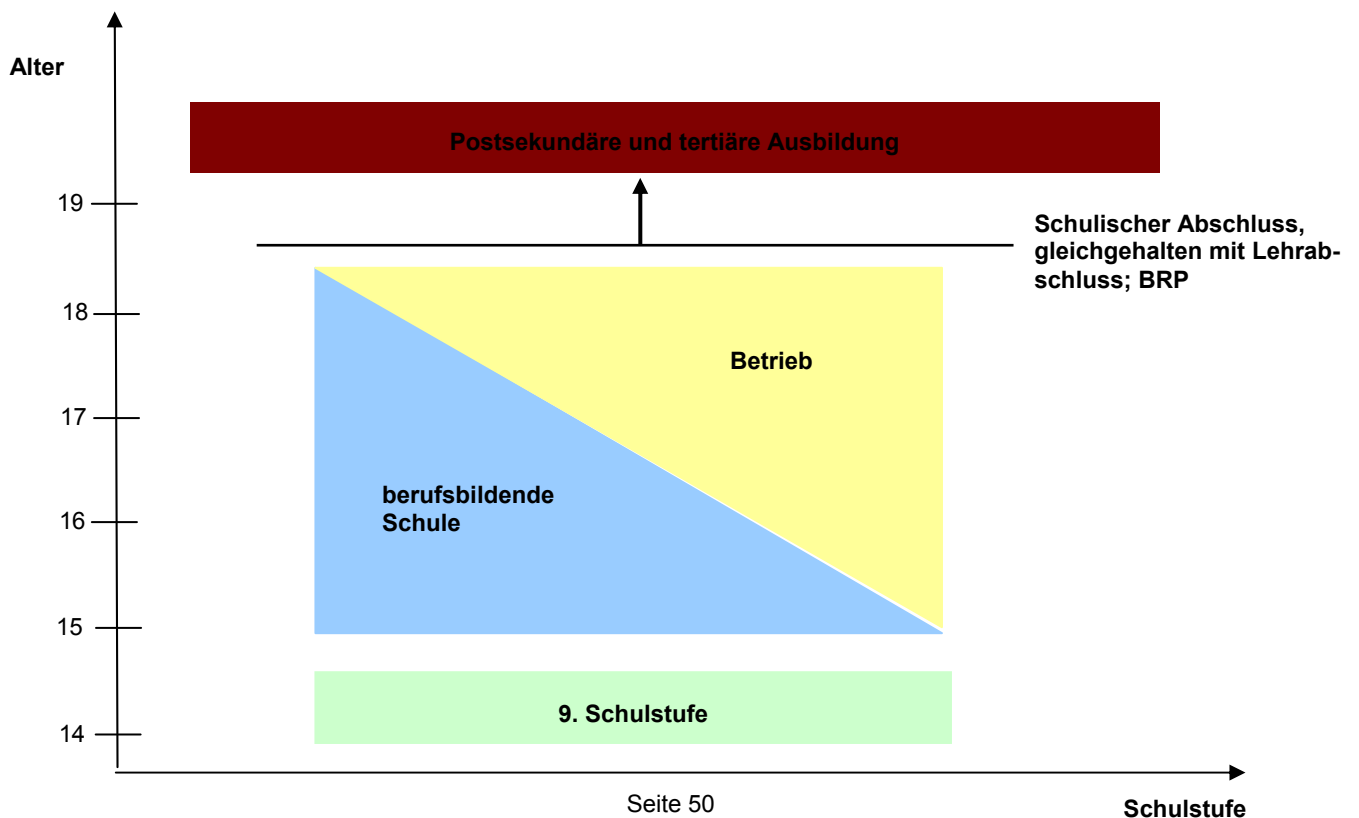 Alter
Postsekundäre und tertiäre Ausbildung
19
Schulischer Abschluss,
gleichgehalten mit Lehrab-
schluss; BRP
18
Betrieb
17
berufsbildende
Schule
16
15
9. Schulstufe
14
Seite 50
Schulstufe